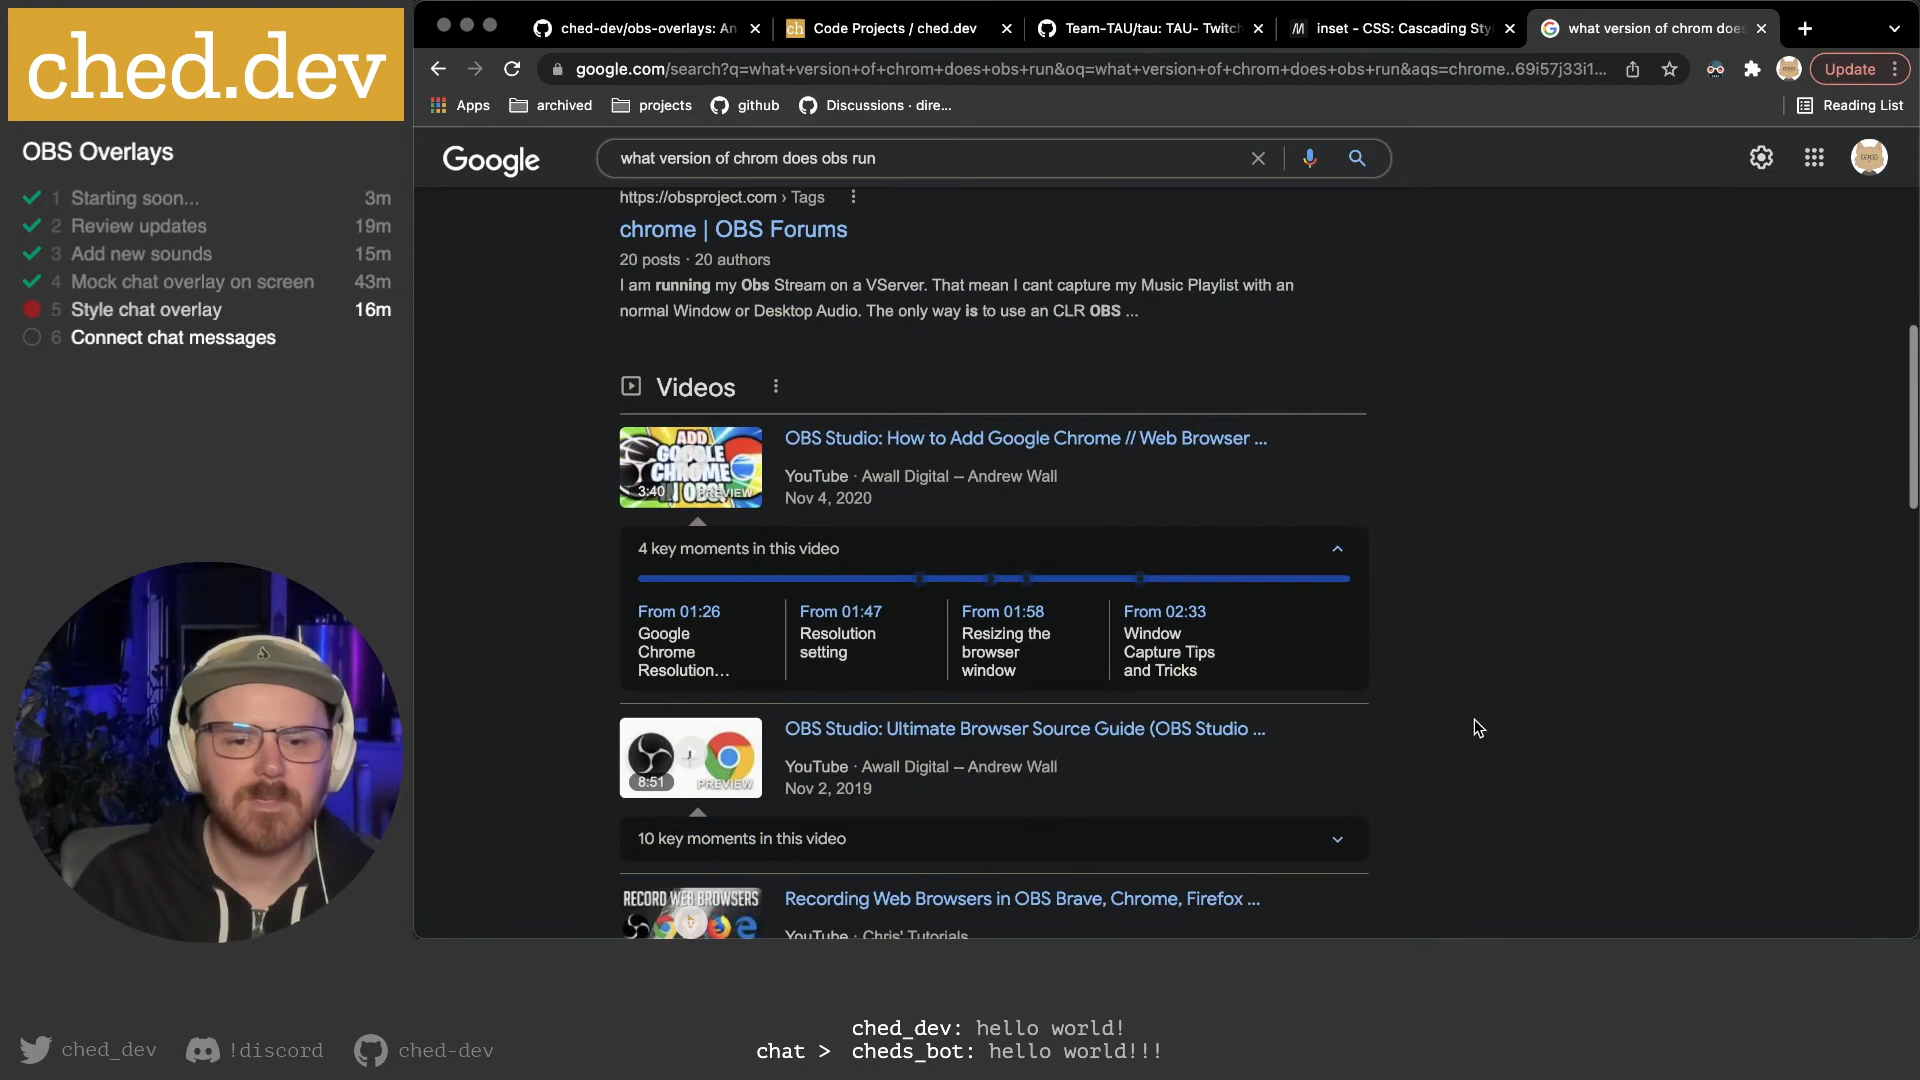 ched.dev
OBS Overlays
1 Starting soon... 3m
2 Review updates 19m
3 Add new sounds 15m
4 Mock chat overlay on screen 43m
5 Style chat overlay 16m
6 Connect chat messages
ched-dev/obs-overlays: An
ch Code Projects / ched.dev
Team-TAU/tau: TAU- Twitch
inset - CSS: Cascading Styl
what version of chrom does
google.com/search?q=what+version+of+chrom+does+obs+run&oq=what+version+of+chrom+does+obs+run&aqs=chrome..69i57j33i1...
Update
Apps
archived
projects
github
Discussions · dire...
Reading List
Google
what version of chrom does obs run
https://obsproject.com › Tags
chrome | OBS Forums
20 posts · 20 authors
I am running my Obs Stream on a VServer. That mean I cant capture my Music Playlist with an
normal Window or Desktop Audio. The only way is to use an CLR OBS ...
Videos
ADD
GOOGLE
CHROME
3:40
PREVIEW
OBS Studio: How to Add Google Chrome // Web Browser ...
YouTube · Awall Digital – Andrew Wall
Nov 4, 2020
4 key moments in this video
From 01:26
Google
Chrome
Resolution...
From 01:47
Resolution
setting
From 01:58
Resizing the
browser
window
From 02:33
Window
Capture Tips
and Tricks
8:51
PREVIEW
OBS Studio: Ultimate Browser Source Guide (OBS Studio ...
YouTube · Awall Digital – Andrew Wall
Nov 2, 2019
10 key moments in this video
RECORD WEB BROWSERS
Recording Web Browsers in OBS Brave, Chrome, Firefox ...
YouTube · Chris' Tutorials
ched_dev
!discord
ched-dev
ched_dev: hello world!
chat > cheds_bot: hello world!!!